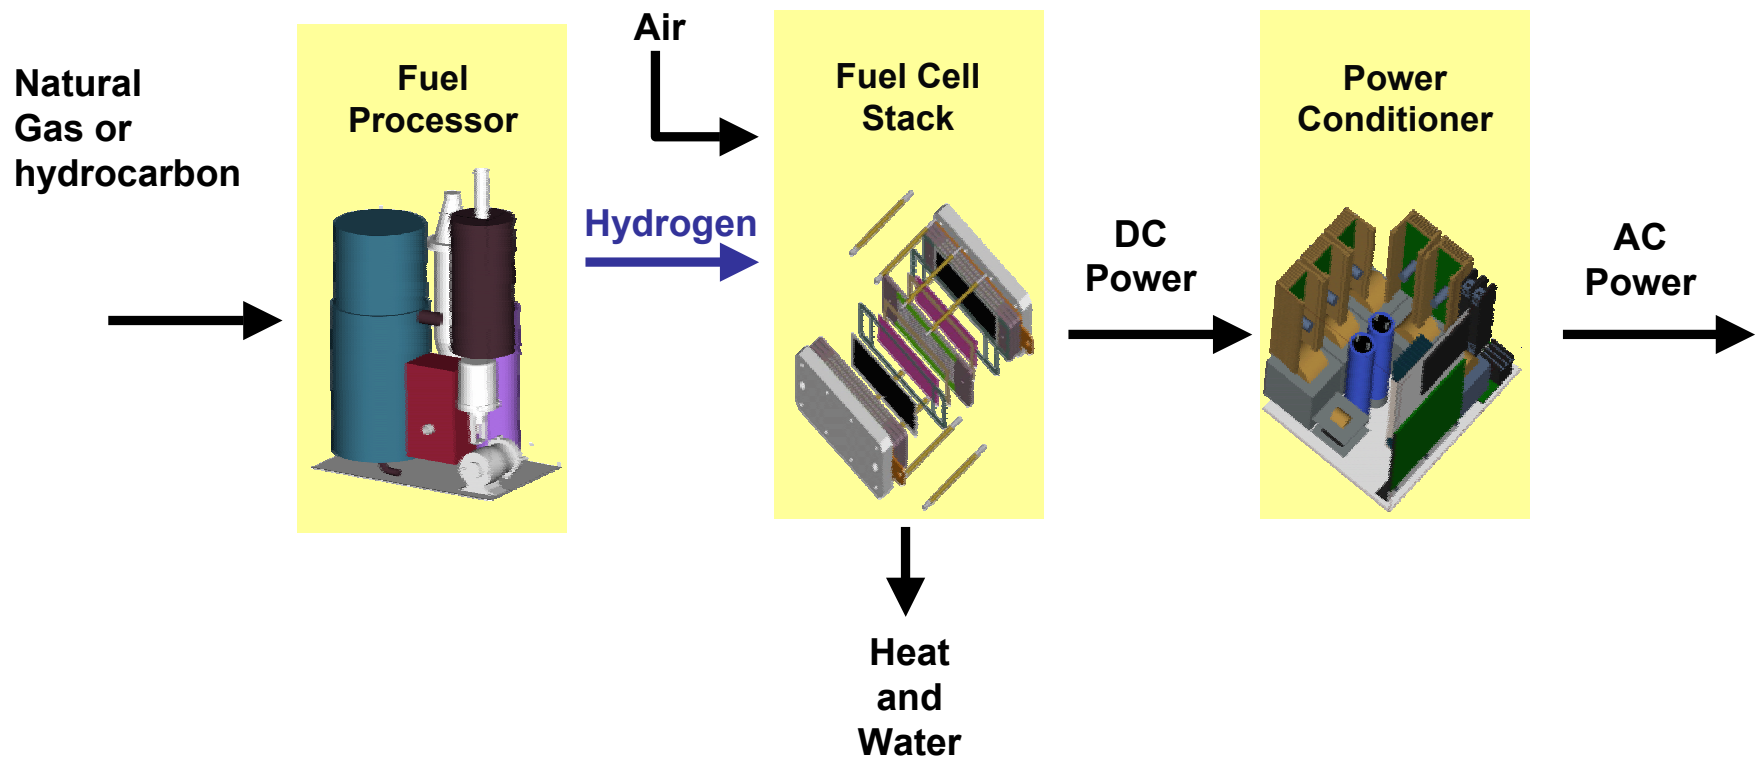 Natural
Gas or
hydrocarbon
Fuel
Processor
Air
Hydrogen
Fuel Cell
Stack
Heat
and
Water
DC
Power
Power
Conditioner
AC
Power